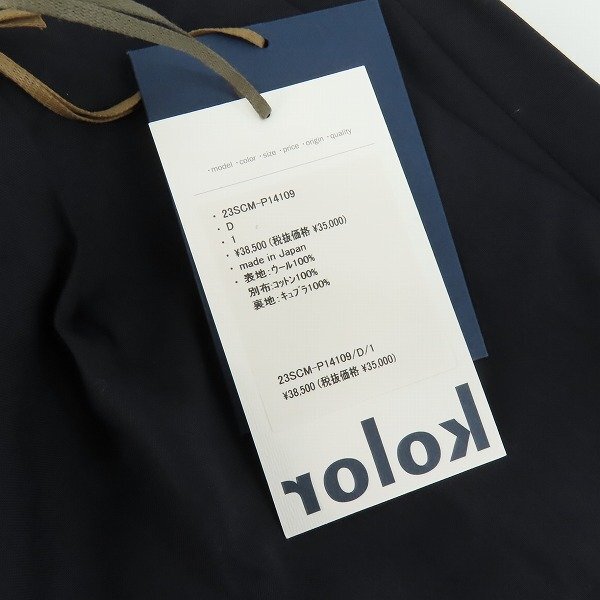 ・model ・color ・size ・price ・origin ・quality
・ 23SCM-P14109
・ D
・ 1
・ ¥38,500 (税抜価格 ¥35,000)
・ made in Japan
・ 表地:ウール100%
別布:コットン100%
裏地:キュプラ100%
23SCM-P14109/D/1
¥38,500 (税抜価格 ¥35,000)
kolor